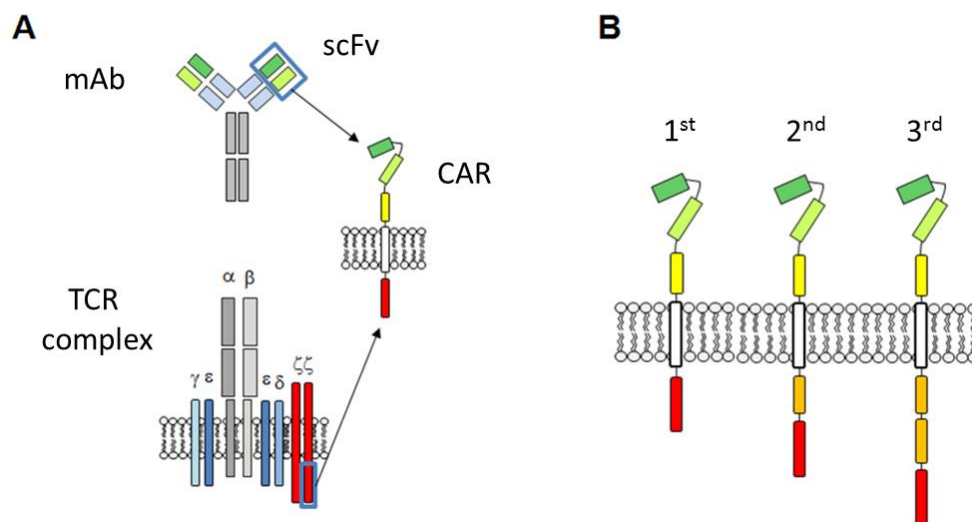 A
B
scFv
mAb
1st 2nd 3rd
CAR
α β
TCR
complex
ζζ
γ ε ε δ